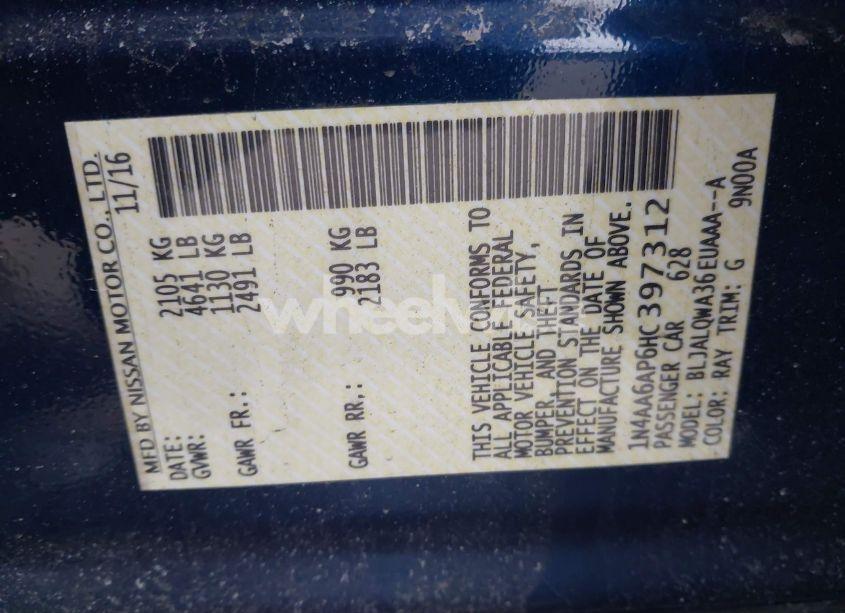 MFD BY NISSAN MOTOR CO., LTD.
DATE: 11/16
GVWR: 2105 KG
4641 LB
GAWR FR.: 1130 KG
2491 LB
GAWR RR.: 990 KG
2183 LB
THIS VEHICLE CONFORMS TO
ALL APPLICABLE FEDERAL
MOTOR VEHICLE SAFETY,
BUMPER, AND THEFT
PREVENTION STANDARDS IN
EFFECT ON THE DATE OF
MANUFACTURE SHOWN ABOVE.
1N4AA6AP6HC397312
PASSENGER CAR 628
MODEL: BLJALQWA36EUAAA--A
COLOR: RAY TRIM: G 9N00A